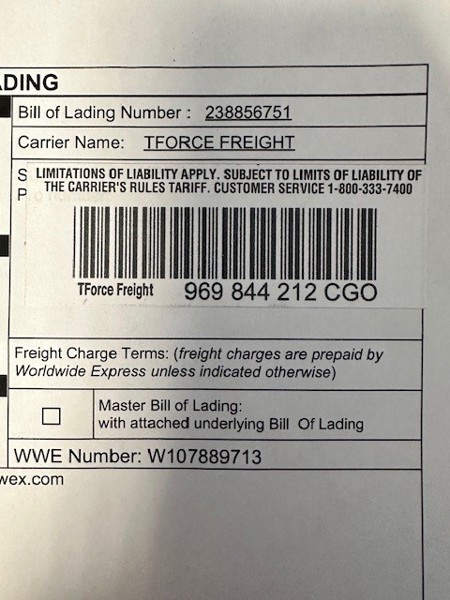 ADING
Bill of Lading Number : 238856751
Carrier Name: TFORCE FREIGHT
S
P
LIMITATIONS OF LIABILITY APPLY. SUBJECT TO LIMITS OF LIABILITY OF
THE CARRIER'S RULES TARIFF. CUSTOMER SERVICE 1-800-333-7400
TForce Freight 969 844 212 CGO
Freight Charge Terms: (freight charges are prepaid by
Worldwide Express unless indicated otherwise)
Master Bill of Lading:
with attached underlying Bill Of Lading
WWE Number: W107889713
wex.com